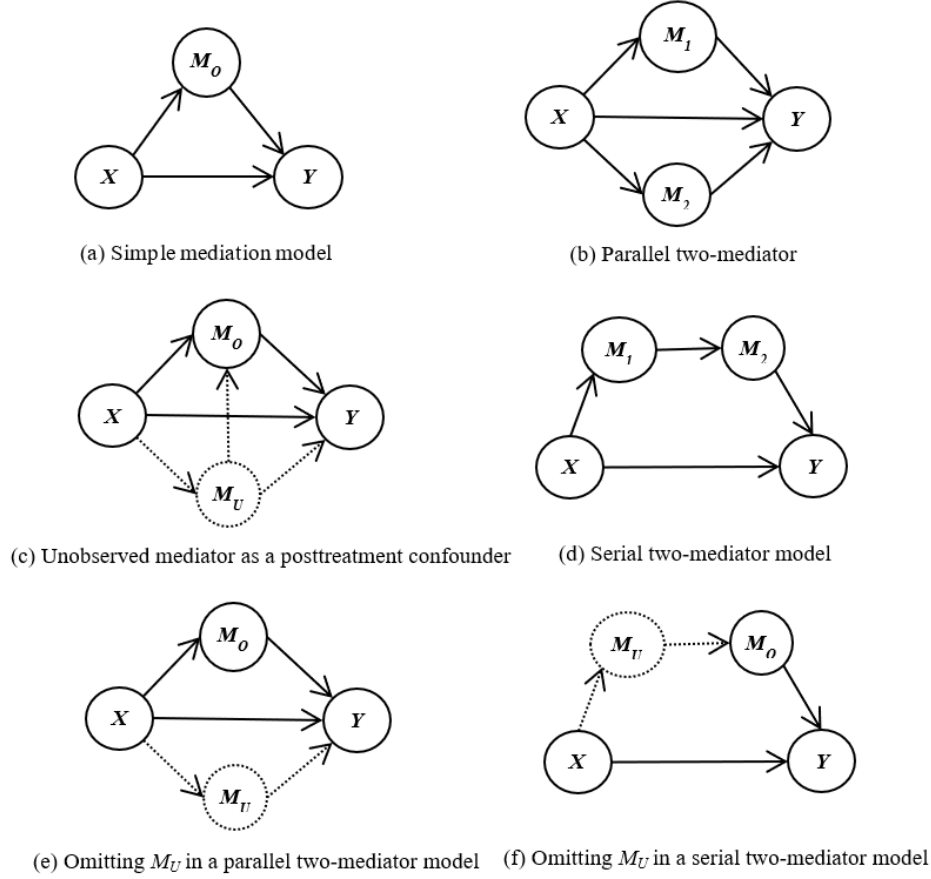 M_O
X
Y
(a) Simple mediation model
M_1
X
Y
M_2
(b) Parallel two-mediator
M_O
X
Y
M_U
(c) Unobserved mediator as a posttreatment confounder
M_1
M_2
X
Y
(d) Serial two-mediator model
M_O
X
Y
M_U
(e) Omitting M_U in a parallel two-mediator model
M_U
M_O
X
Y
(f) Omitting M_U in a serial two-mediator model